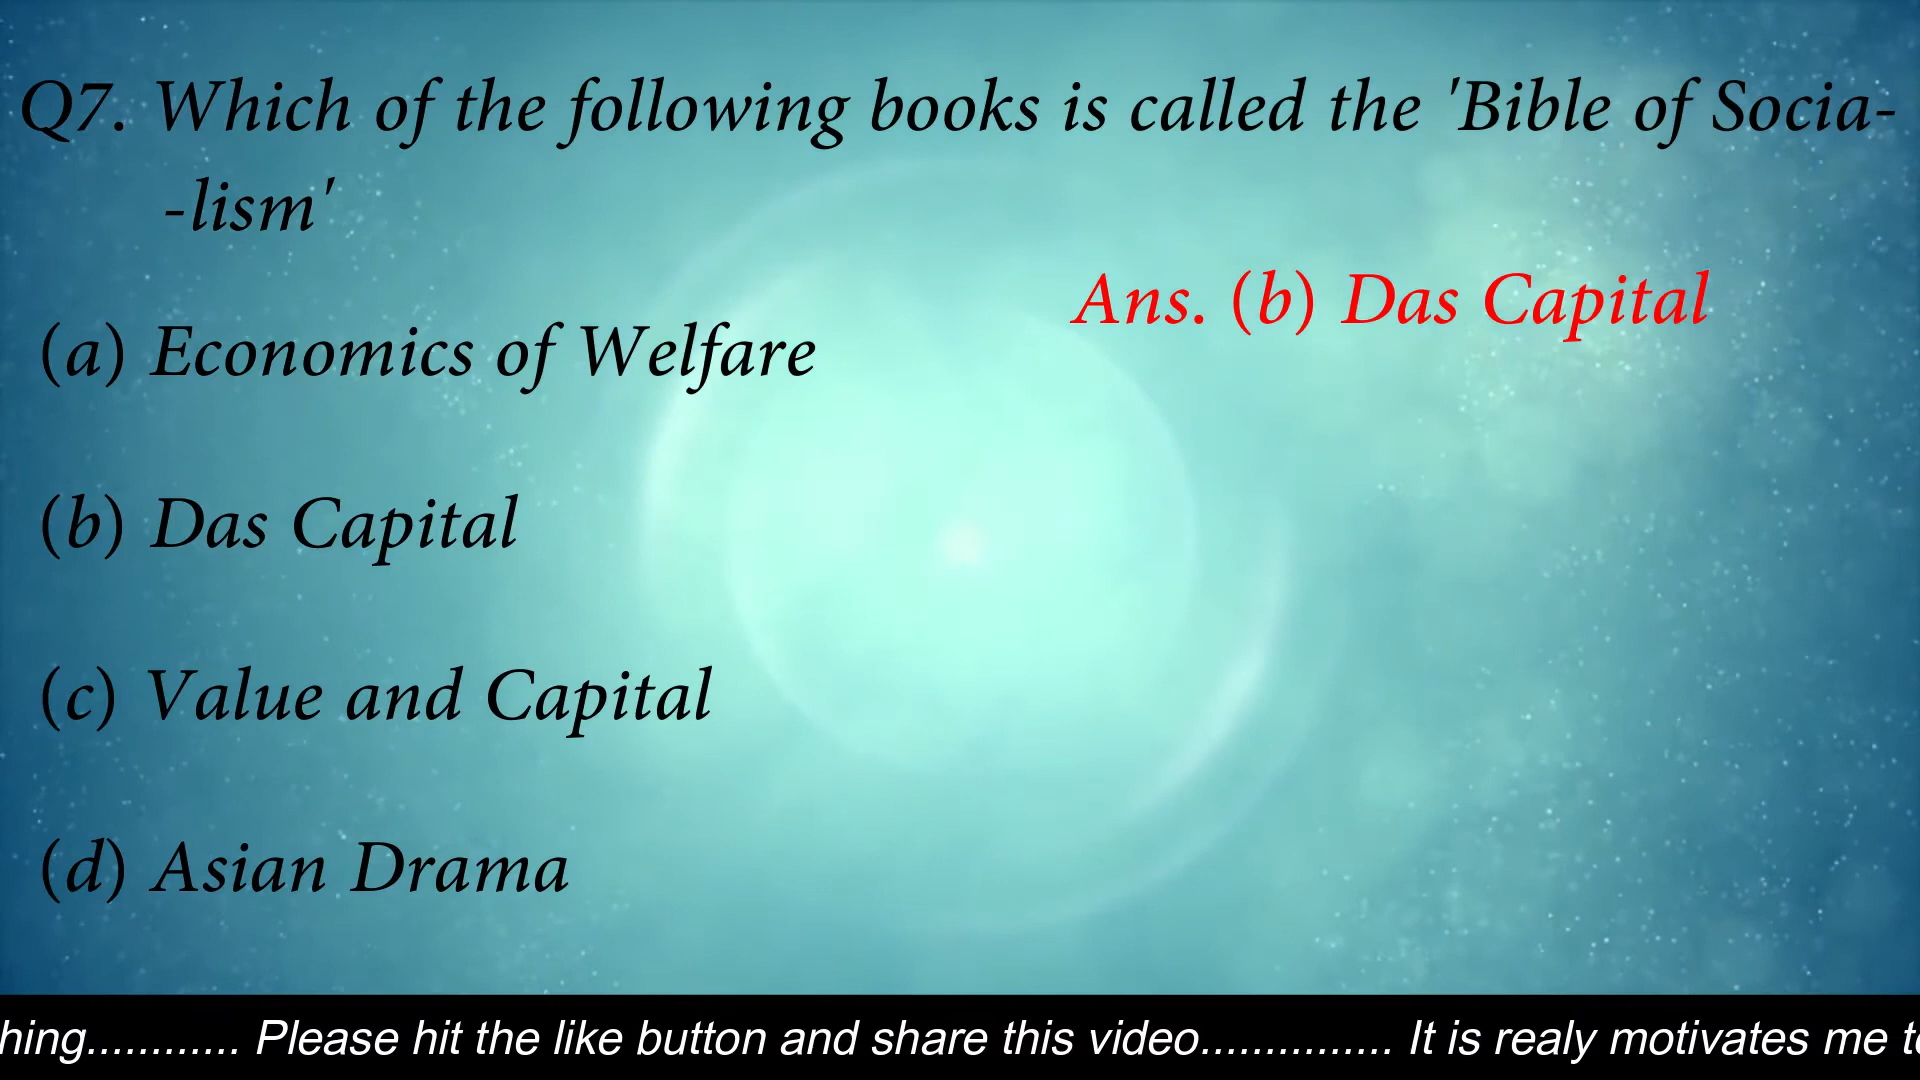 Q7. Which of the following books is called the 'Bible of Socia-
-lism'
Ans. (b) Das Capital
(a) Economics of Welfare
(b) Das Capital
(c) Value and Capital
(d) Asian Drama
hing............ Please hit the like button and share this video............... It is realy motivates me to